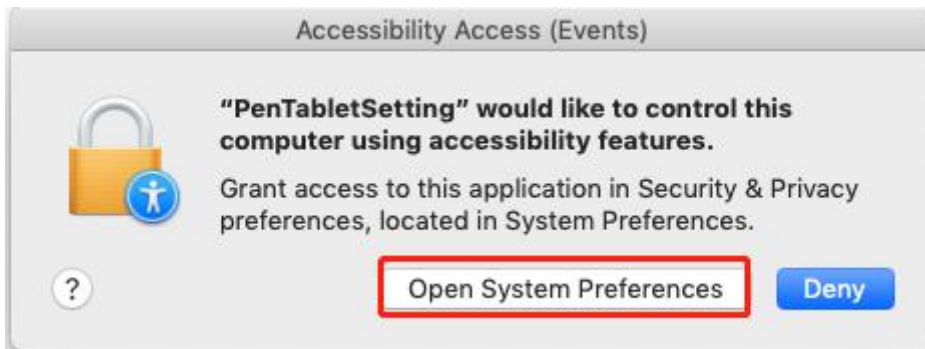 Accessibility Access (Events)
“PenTabletSetting” would like to control this
computer using accessibility features.
Grant access to this application in Security & Privacy
preferences, located in System Preferences.
?
Open System Preferences
Deny